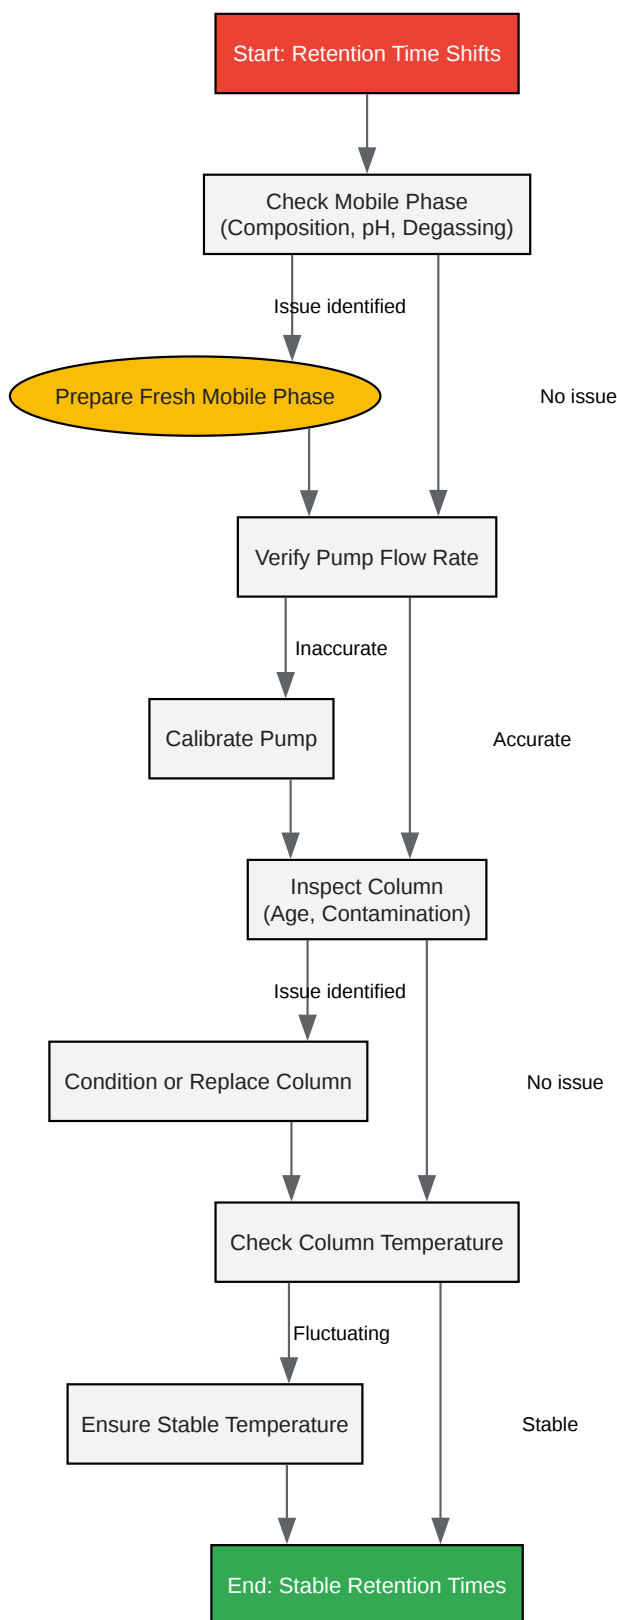 Start: Retention Time Shifts
Check Mobile Phase
(Composition, pH, Degassing)
Issue identified
Prepare Fresh Mobile Phase
No issue
Verify Pump Flow Rate
Inaccurate
Calibrate Pump
Accurate
Inspect Column
(Age, Contamination)
Issue identified
Condition or Replace Column
No issue
Check Column Temperature
Fluctuating
Ensure Stable Temperature
Stable
End: Stable Retention Times